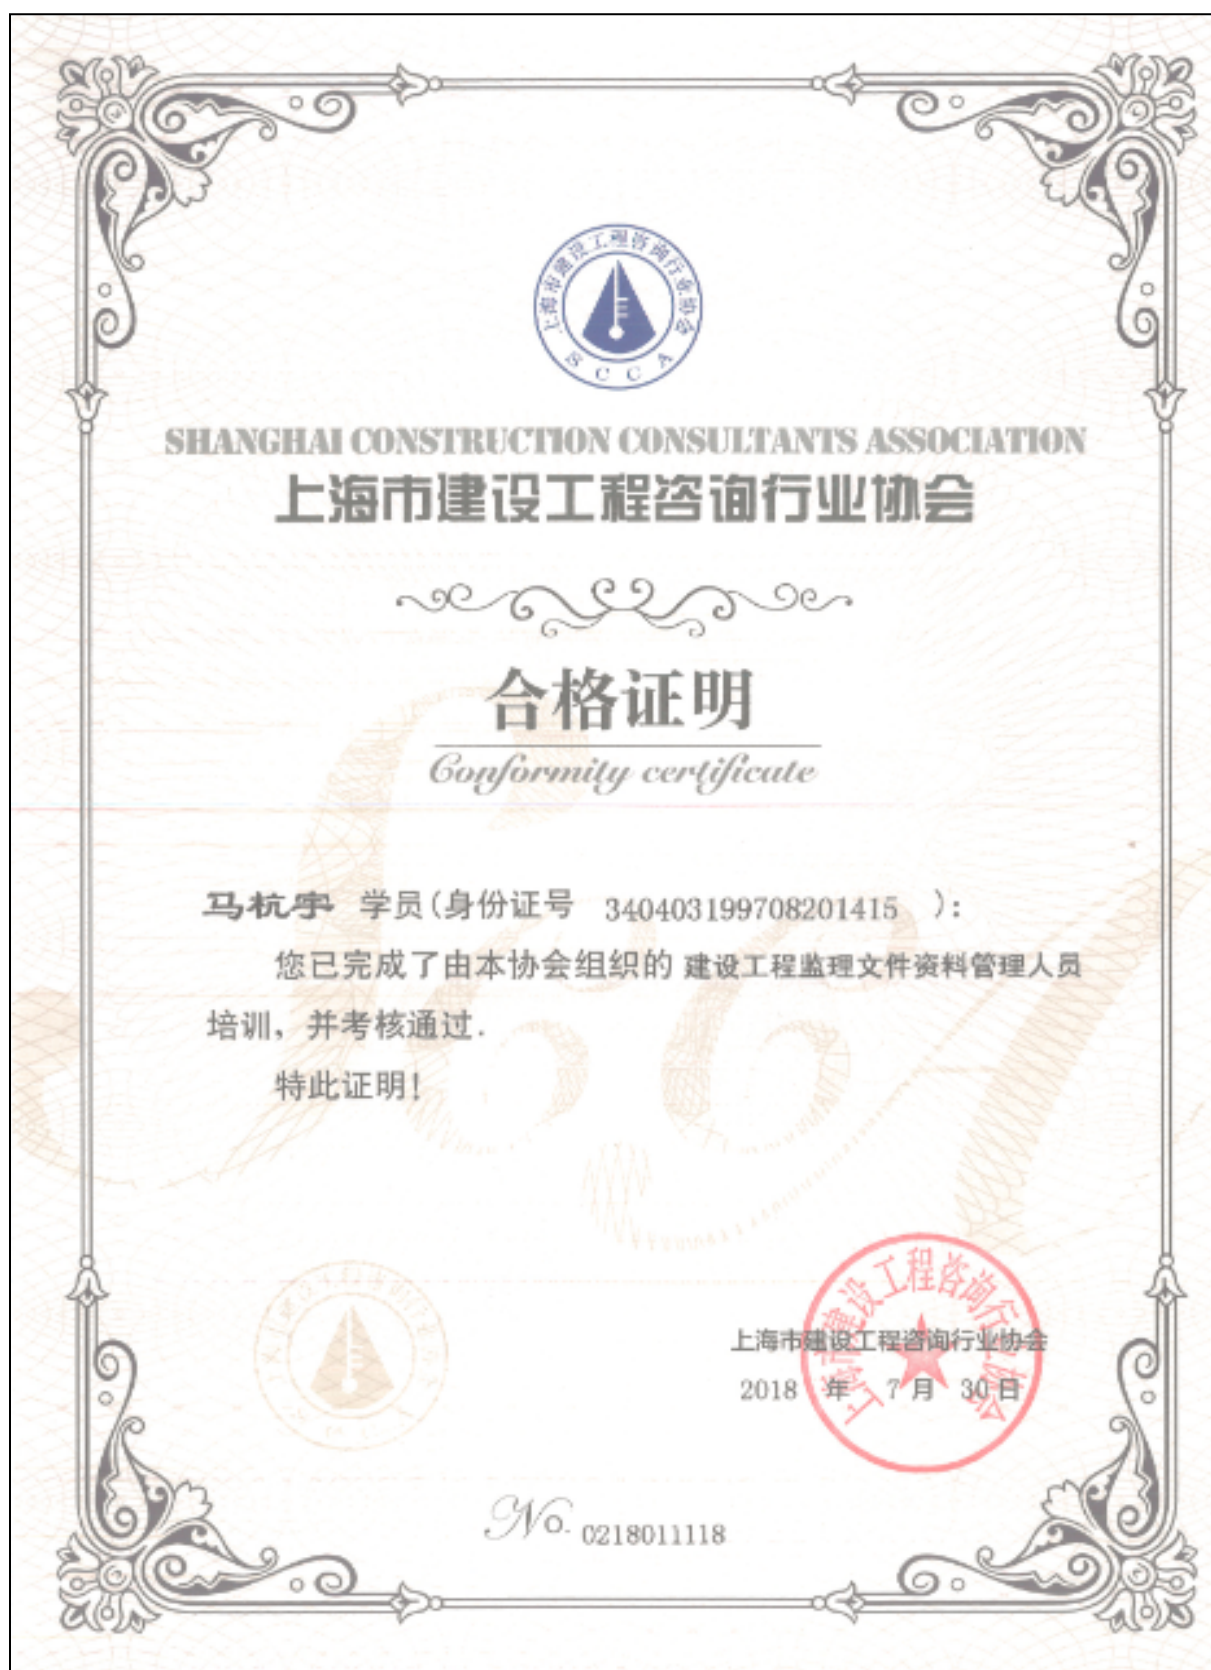 上海市建设工程咨询行业协会
SCCA
SHANGHAI CONSTRUCTION CONSULTANTS ASSOCIATION
上海市建设工程咨询行业协会
合格证明
Conformity certificate
马杭宇 学员(身份证号 340403199708201415 ):
您已完成了由本协会组织的 建设工程监理文件资料管理人员
培训, 并考核通过.
特此证明!
上海市建设工程咨询行业协会
上海市建设工程咨询行业协会
2018 年 7 月 30 日
No. 0218011118